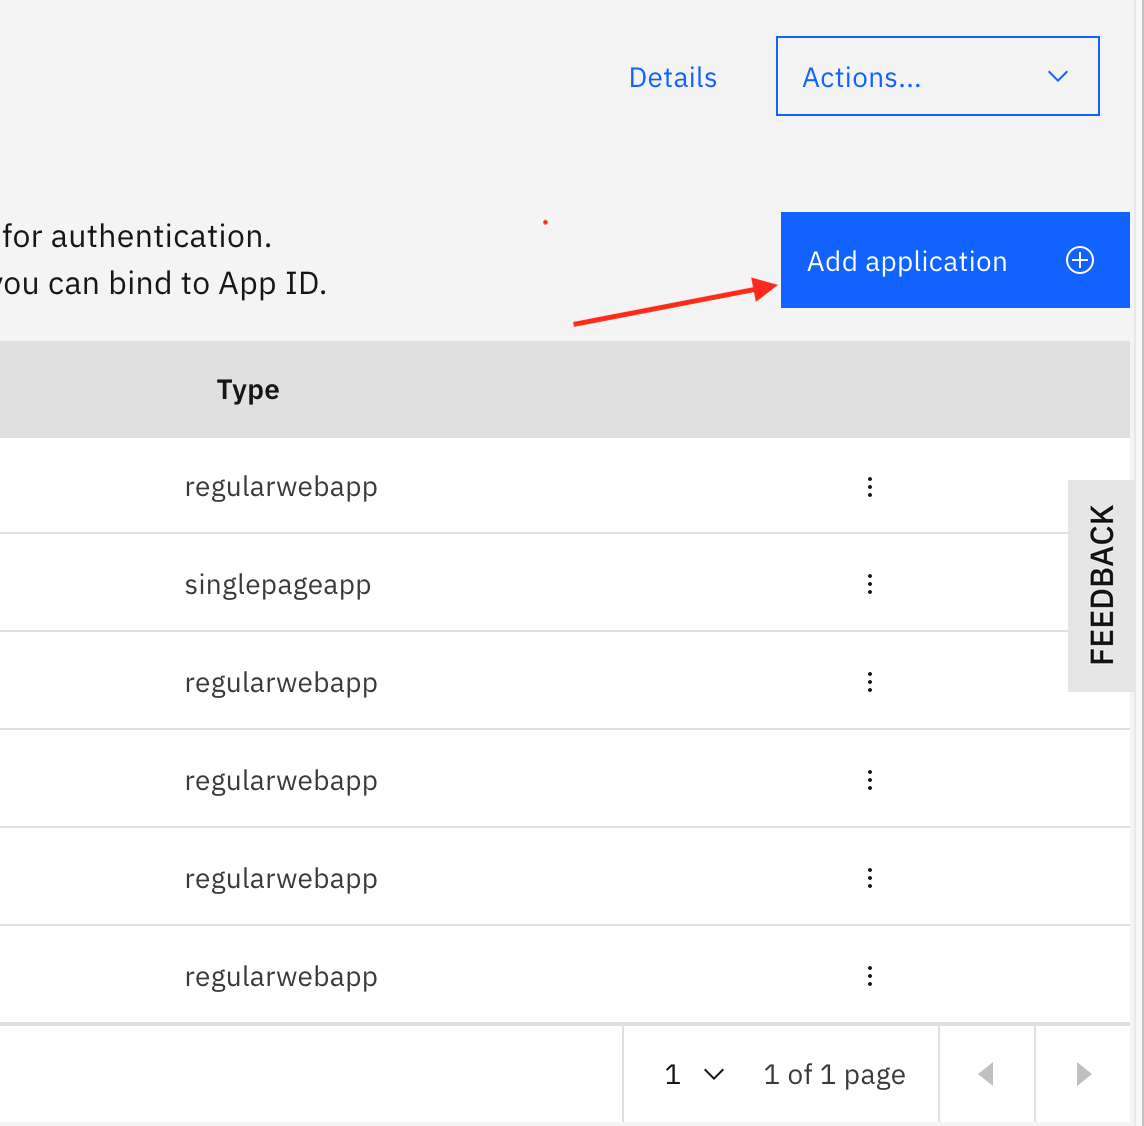 Details
Actions...
for authentication.
you can bind to App ID.
Add application
Type
regularwebapp
singlepageapp
regularwebapp
regularwebapp
regularwebapp
regularwebapp
FEEDBACK
1
1 of 1 page